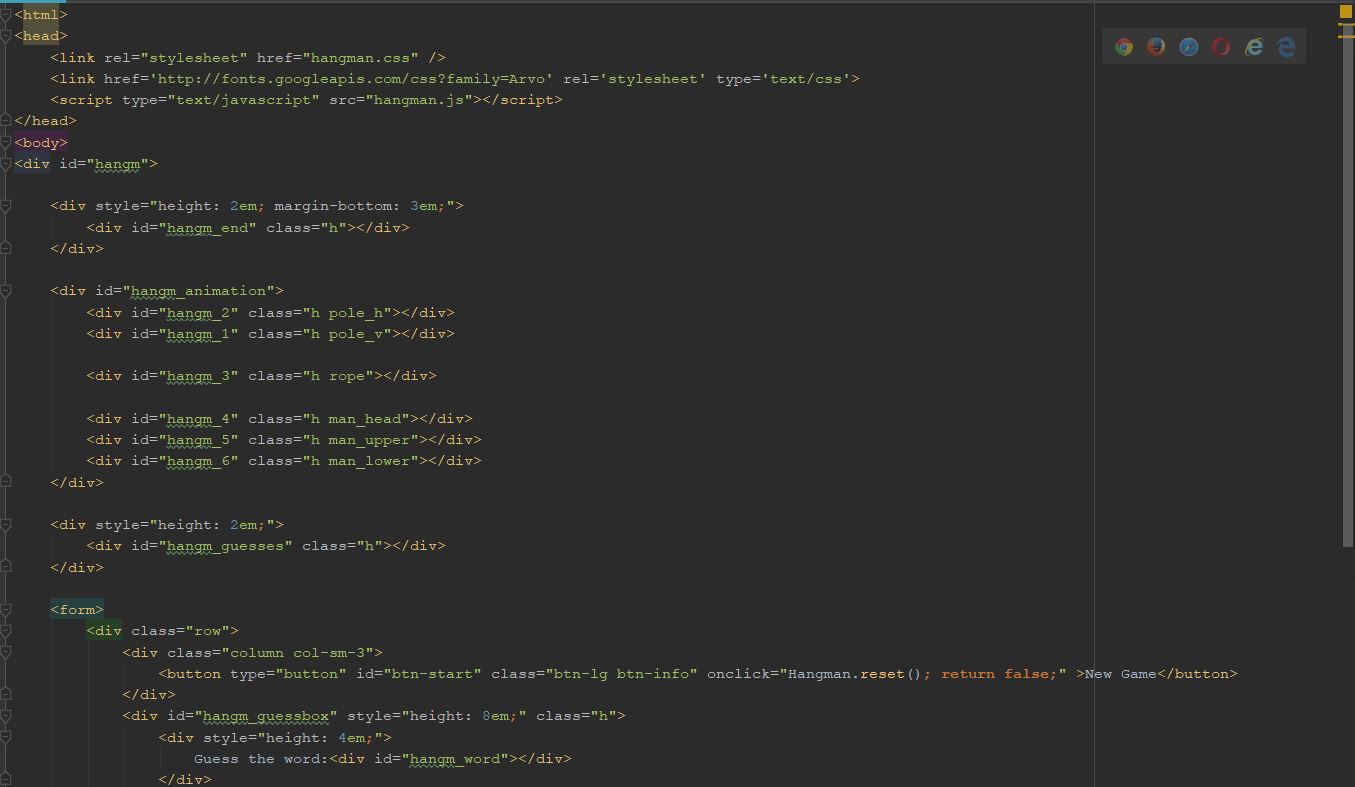 <html>
<head>
    <link rel="stylesheet" href="hangman.css" />
    <link href='http://fonts.googleapis.com/css?family=Arvo' rel='stylesheet' type='text/css'>
    <script type="text/javascript" src="hangman.js"></script>
</head>
<body>
<div id="hangm">
    <div style="height: 2em; margin-bottom: 3em;">
        <div id="hangm_end" class="h"></div>
    </div>
    <div id="hangm_animation">
        <div id="hangm_2" class="h pole_h"></div>
        <div id="hangm_1" class="h pole_v"></div>
        <div id="hangm_3" class="h rope"></div>
        <div id="hangm_4" class="h man_head"></div>
        <div id="hangm_5" class="h man_upper"></div>
        <div id="hangm_6" class="h man_lower"></div>
    </div>
    <div style="height: 2em;">
        <div id="hangm_guesses" class="h"></div>
    </div>
    <form>
        <div class="row">
            <div class="column col-sm-3">
                <button type="button" id="btn-start" class="btn-lg btn-info" onclick="Hangman.reset(); return false;" >New Game</button>
            </div>
            <div id="hangm_guessbox" style="height: 8em;" class="h">
                <div style="height: 4em;">
                    Guess the word:<div id="hangm_word"></div>
                </div>